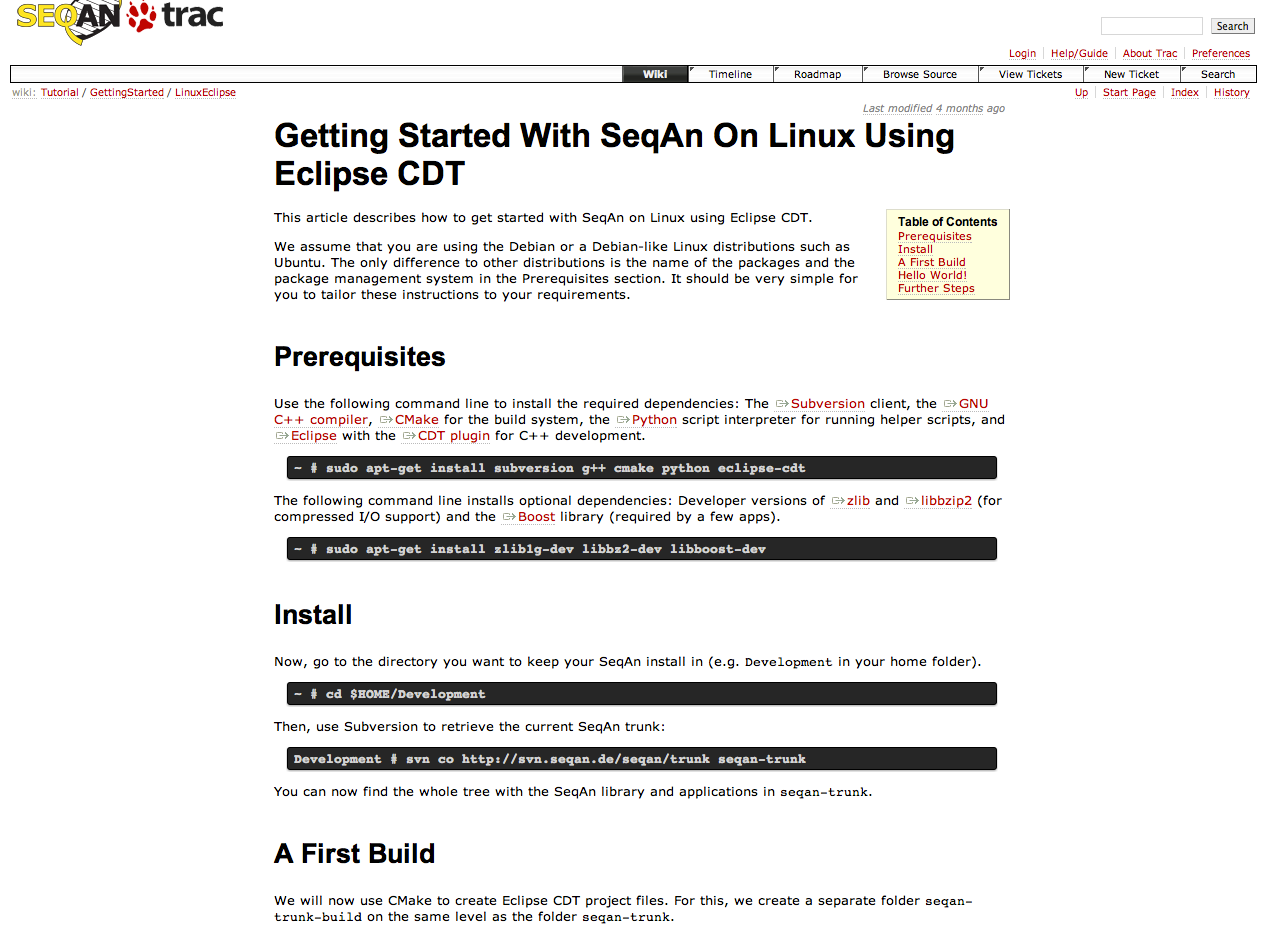 SEQAN trac
Search
Login Help/Guide About Trac Preferences
Wiki Timeline Roadmap Browse Source View Tickets New Ticket Search
wiki: Tutorial / GettingStarted / LinuxEclipse
Up Start Page Index History
Last modified 4 months ago
Getting Started With SeqAn On Linux Using
Eclipse CDT
This article describes how to get started with SeqAn on Linux using Eclipse CDT.
We assume that you are using the Debian or a Debian-like Linux distributions such as
Ubuntu. The only difference to other distributions is the name of the packages and the
package management system in the Prerequisites section. It should be very simple for
you to tailor these instructions to your requirements.
Table of Contents
Prerequisites
Install
A First Build
Hello World!
Further Steps
Prerequisites
Use the following command line to install the required dependencies: The Subversion client, the GNU
C++ compiler, CMake for the build system, the Python script interpreter for running helper scripts, and
Eclipse with the CDT plugin for C++ development.
~ # sudo apt-get install subversion g++ cmake python eclipse-cdt
The following command line installs optional dependencies: Developer versions of zlib and libbzip2 (for
compressed I/O support) and the Boost library (required by a few apps).
~ # sudo apt-get install zlib1g-dev libbz2-dev libboost-dev
Install
Now, go to the directory you want to keep your SeqAn install in (e.g. Development in your home folder).
~ # cd $HOME/Development
Then, use Subversion to retrieve the current SeqAn trunk:
Development # svn co http://svn.seqan.de/seqan/trunk seqan-trunk
You can now find the whole tree with the SeqAn library and applications in seqan-trunk.
A First Build
We will now use CMake to create Eclipse CDT project files. For this, we create a separate folder seqan-
trunk-build on the same level as the folder seqan-trunk.